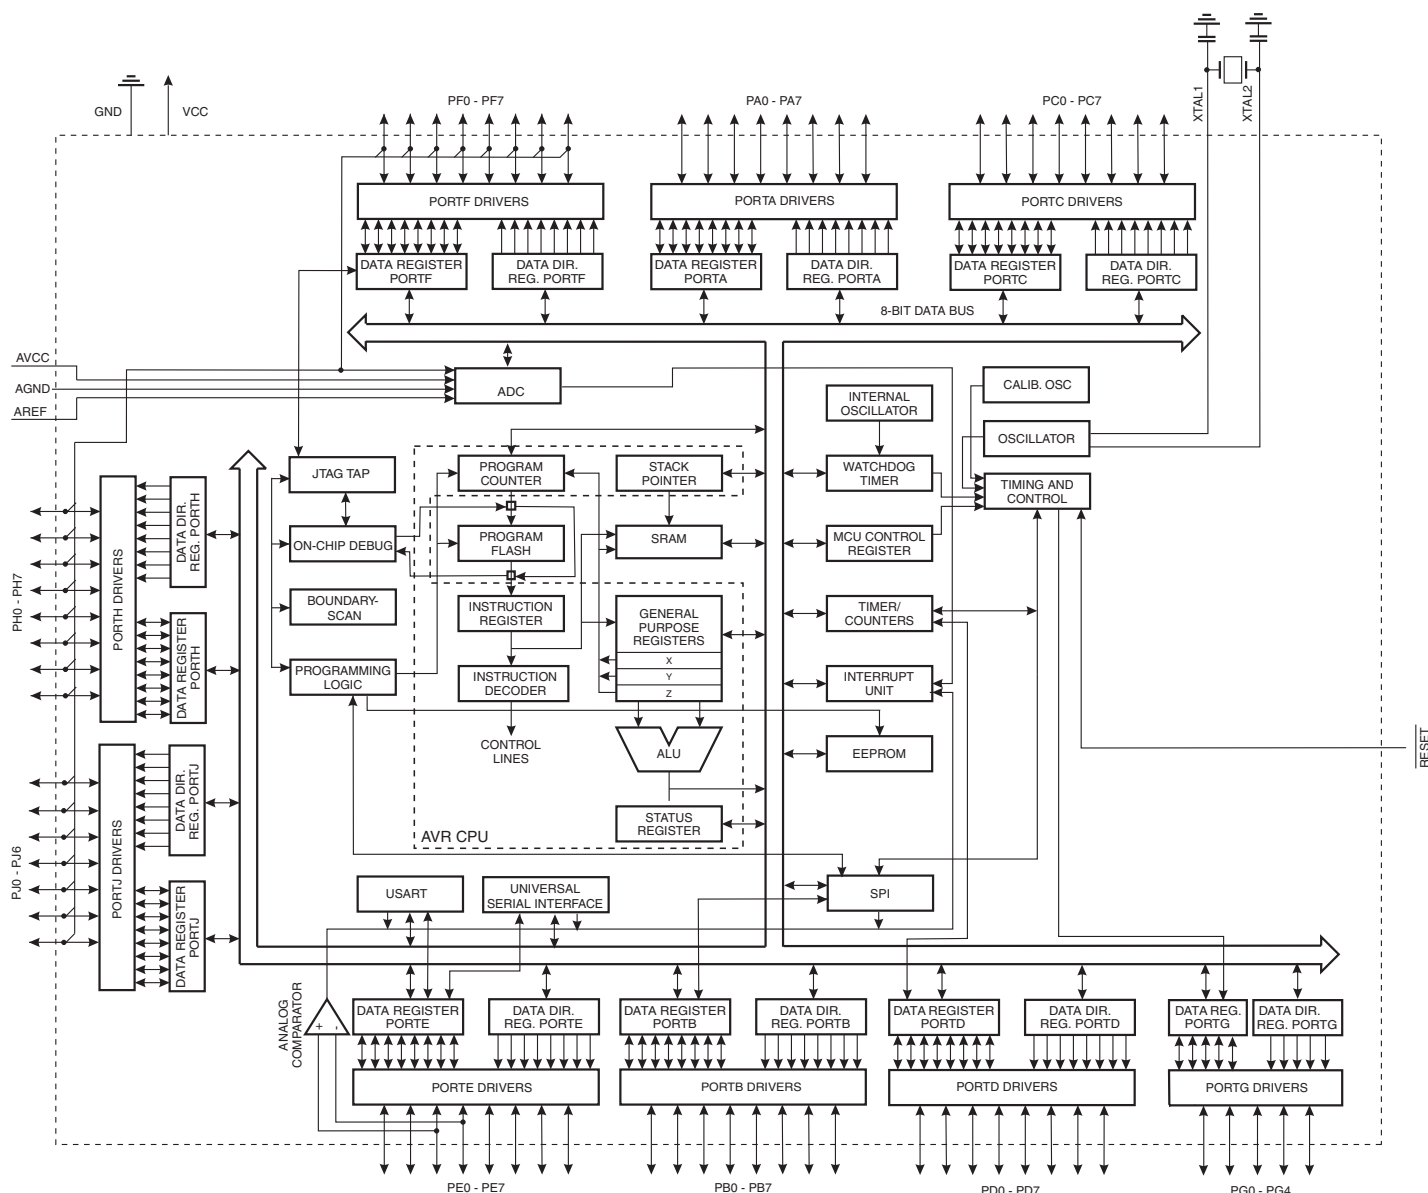 XTAL1
XTAL2
GND
VCC
PF0 - PF7
PA0 - PA7
PC0 - PC7
PORTF DRIVERS
PORTA DRIVERS
PORTC DRIVERS
DATA REGISTER
PORTF
DATA DIR.
REG. PORTF
DATA REGISTER
PORTA
DATA DIR.
REG. PORTA
DATA REGISTER
PORTC
DATA DIR.
REG. PORTC
8-BIT DATA BUS
AVCC
AGND
AREF
ADC
INTERNAL
OSCILLATOR
CALIB. OSC
OSCILLATOR
JTAG TAP
PROGRAM
COUNTER
STACK
POINTER
WATCHDOG
TIMER
TIMING AND
CONTROL
ON-CHIP DEBUG
PROGRAM
FLASH
SRAM
MCU CONTROL
REGISTER
BOUNDARY-
SCAN
INSTRUCTION
REGISTER
GENERAL
PURPOSE
REGISTERS
X
Y
Z
TIMER/
COUNTERS
PROGRAMMING
LOGIC
INSTRUCTION
DECODER
INTERRUPT
UNIT
CONTROL
LINES
ALU
EEPROM
STATUS
REGISTER
AVR CPU
RESET
PH0 - PH7
PORTH DRIVERS
DATA DIR.
REG. PORTH
DATA REGISTER
PORTH
PJ0 - PJ6
PORTJ DRIVERS
DATA DIR.
REG. PORTJ
DATA REGISTER
PORTJ
USART
UNIVERSAL
SERIAL INTERFACE
SPI
ANALOG
COMPARATOR
+
-
DATA REGISTER
PORTE
DATA DIR.
REG. PORTE
DATA REGISTER
PORTB
DATA DIR.
REG. PORTB
DATA REGISTER
PORTD
DATA DIR.
REG. PORTD
DATA REG.
PORTG
DATA DIR.
REG. PORTG
PORTE DRIVERS
PORTB DRIVERS
PORTD DRIVERS
PORTG DRIVERS
PE0 - PE7
PB0 - PB7
PD0 - PD7
PG0 - PG4